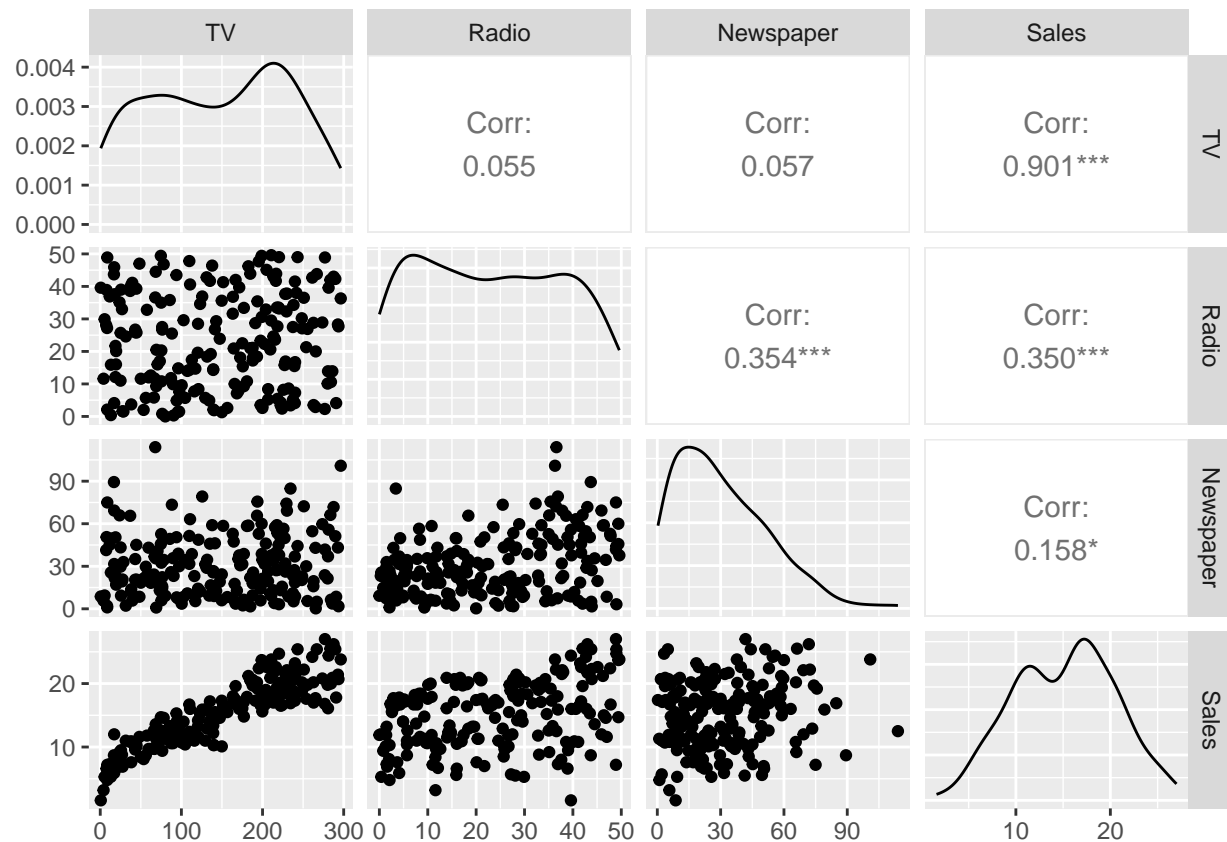 TV Radio Newspaper Sales
0.004
0.003
0.002
0.001
0.000
Corr:
0.055
Corr:
0.057
Corr:
0.901***
TV
50
40
30
20
10
0
Corr:
0.354***
Corr:
0.350***
Radio
90
60
30
0
Corr:
0.158*
Newspaper
20
10
Sales
0 100 200 300 0 10 20 30 40 50 0 30 60 90 10 20